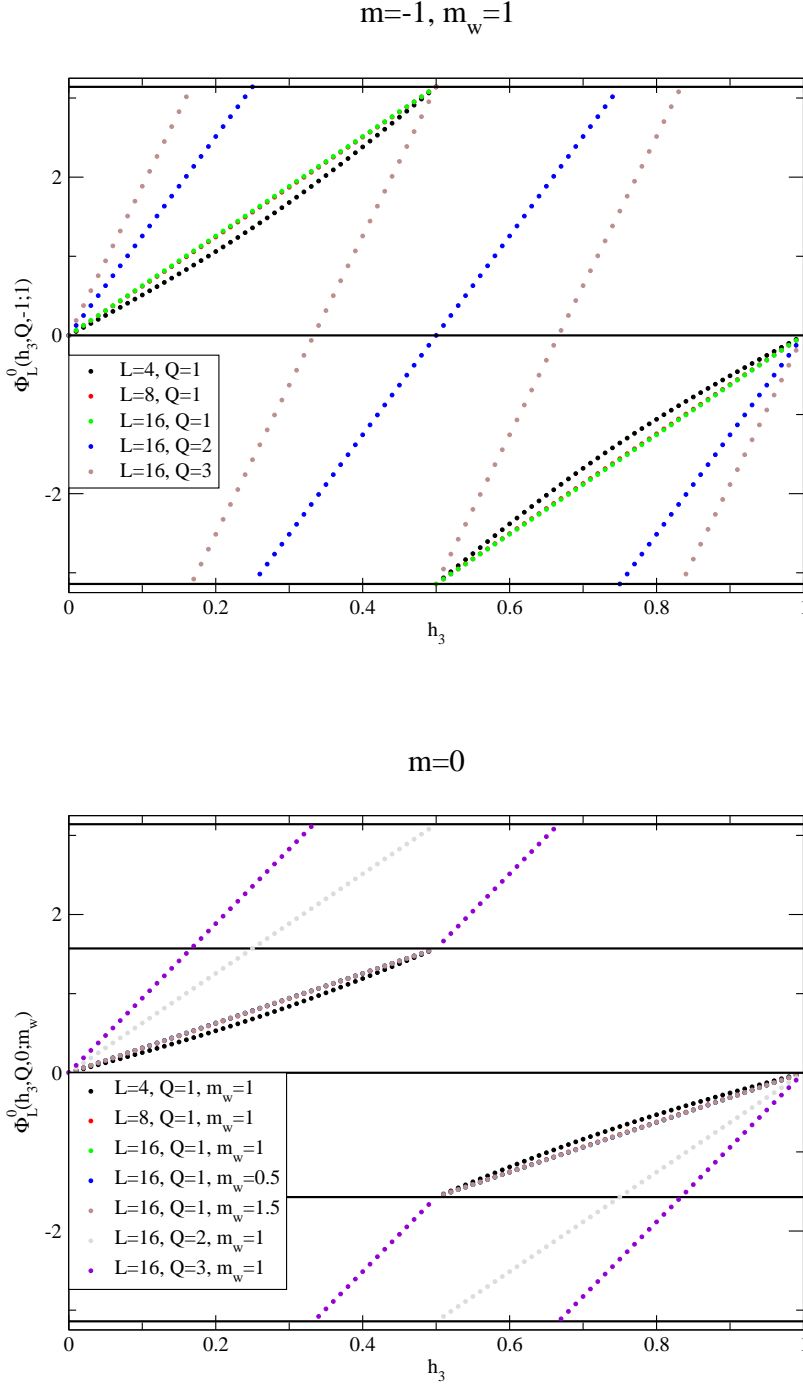 m=-1, m_w=1
2
0
-2
Φ_L^0(h_3,Q,-1;1)
L=4, Q=1
L=8, Q=1
L=16, Q=1
L=16, Q=2
L=16, Q=3
0 0.2 0.4 0.6 0.8 1
h_3
m=0
2
0
-2
Φ_L^0(h_3,Q,0;m_w)
L=4, Q=1, m_w=1
L=8, Q=1, m_w=1
L=16, Q=1, m_w=1
L=16, Q=1, m_w=0.5
L=16, Q=1, m_w=1.5
L=16, Q=2, m_w=1
L=16, Q=3, m_w=1
0 0.2 0.4 0.6 0.8 1
h_3